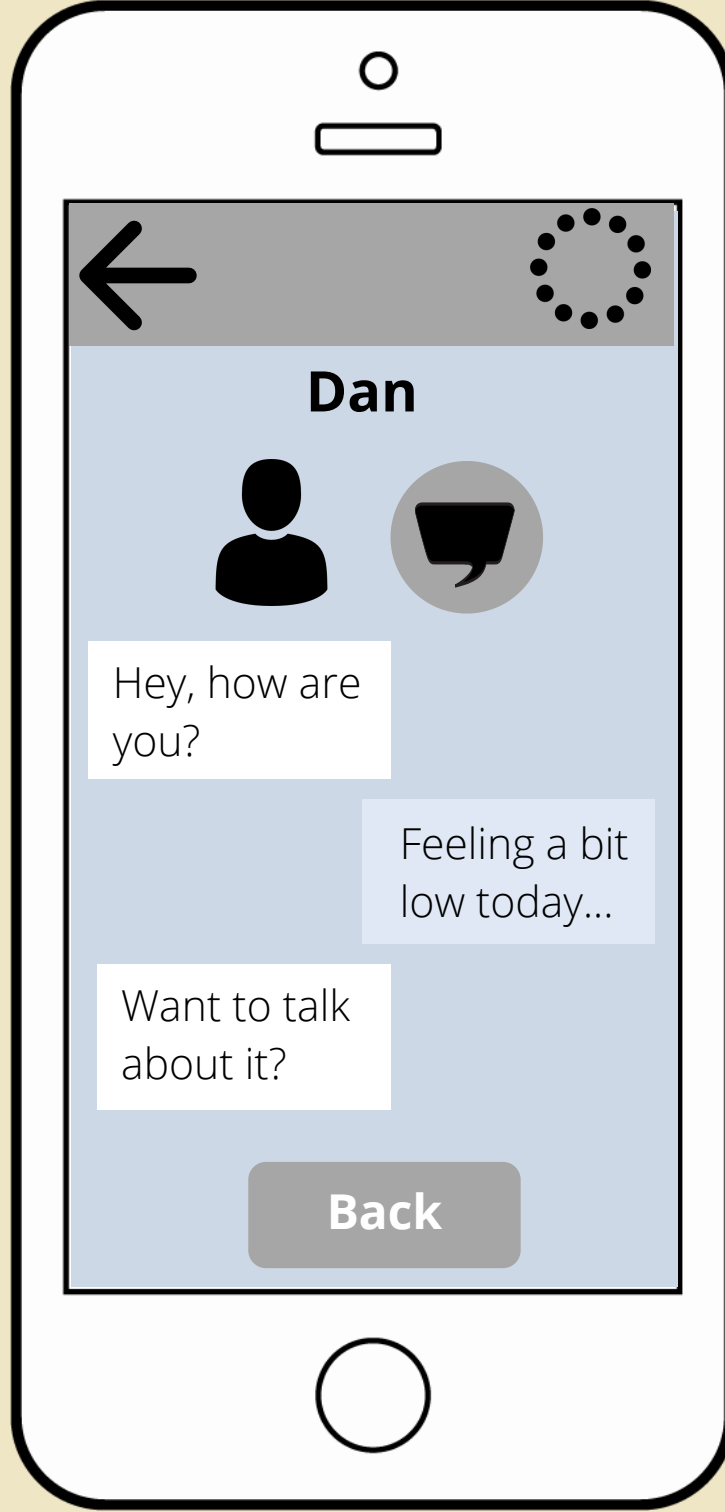 Dan
Hey, how are
you?
Feeling a bit
low today...
Want to talk
about it?
Back